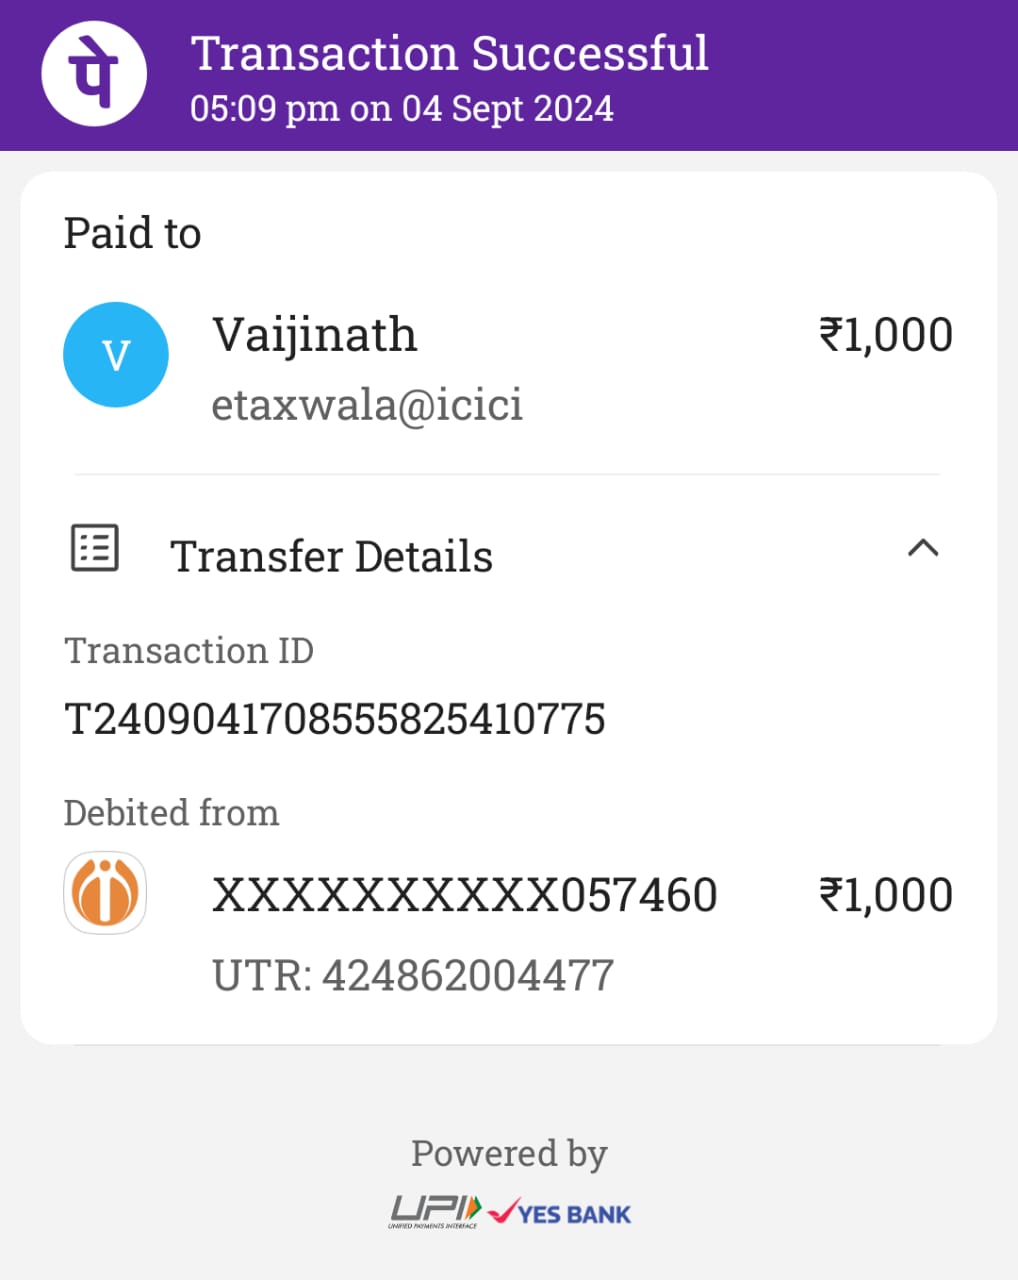 पे
Transaction Successful
05:09 pm on 04 Sept 2024
Paid to
V
Vaijinath
₹1,000
etaxwala@icici
Transfer Details
Transaction ID
T2409041708555825410775
Debited from
XXXXXXXXXX057460
₹1,000
UTR: 424862004477
Powered by
UPI
UNIFIED PAYMENTS INTERFACE
YES BANK